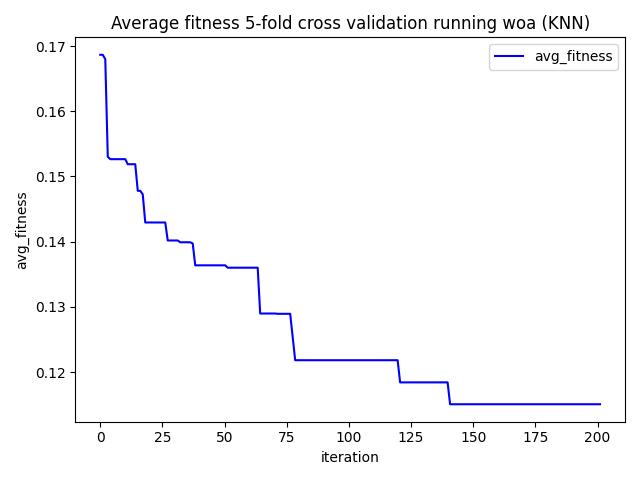 Average fitness 5-fold cross validation running woa (KNN)
avg_fitness
0.17
0.16
0.15
0.14
0.13
0.12
avg_fitness
0 25 50 75 100 125 150 175 200
iteration